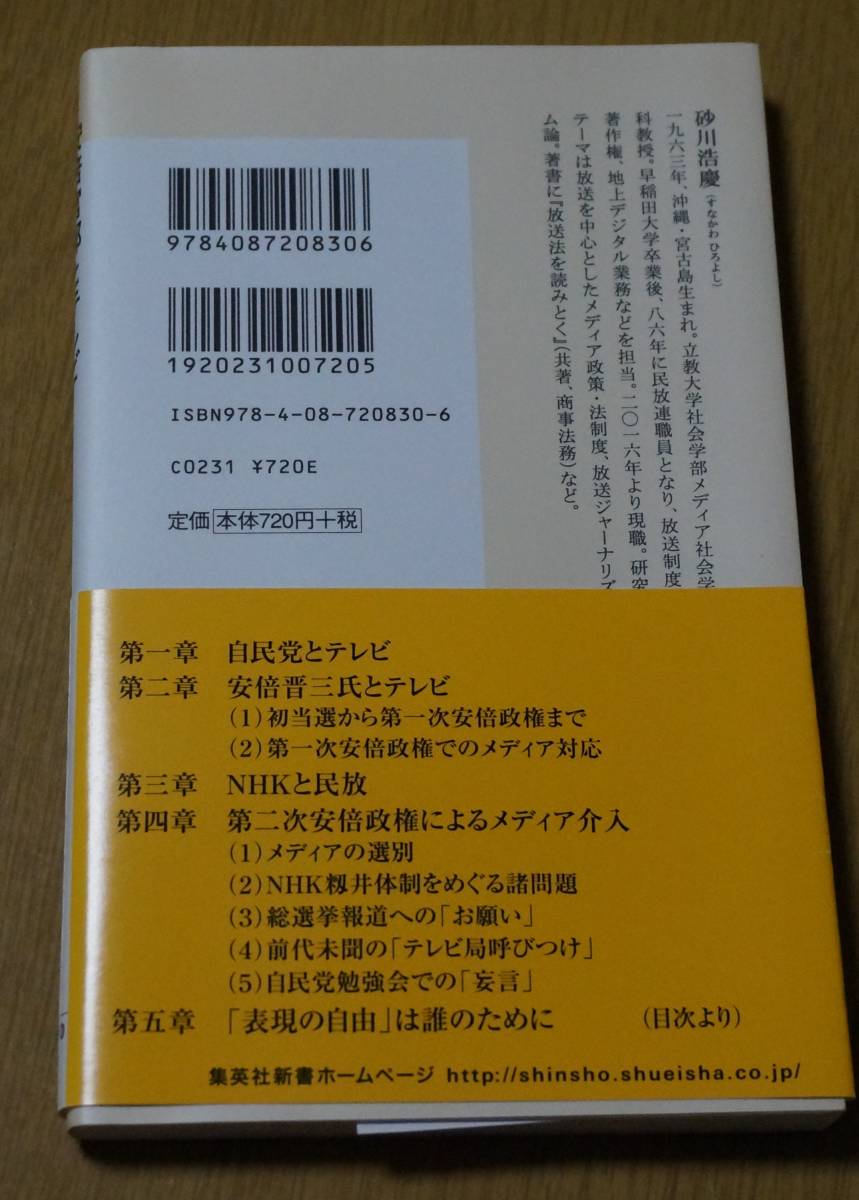 砂川浩慶(すなかわ ひろよし)
一九六三年、沖縄・宮古島生まれ。立教大学社会学部メディア社会学
科教授。早稲田大学卒業後、八六年に民放連職員となり、放送制度
著作権、地上デジタル業務などを担当。二〇一六年より現職。研究
テーマは放送を中心としたメディア政策・法制度、放送ジャーナリズ
ム論。著書に『放送法を読みとく』(共著、商事法務)など。
9784087208306
1920231007205
ISBN978-4-08-720830-6
C0231 ¥720E
定価 本体720円+税
第一章 自民党とテレビ
第二章 安倍晋三氏とテレビ
(1)初当選から第一次安倍政権まで
(2)第一次安倍政権でのメディア対応
第三章 NHKと民放
第四章 第二次安倍政権によるメディア介入
(1)メディアの選別
(2)NHK籾井体制をめぐる諸問題
(3)総選挙報道への「お願い」
(4)前代未聞の「テレビ局呼びつけ」
(5)自民党勉強会での「妄言」
第五章 「表現の自由」は誰のために (目次より)
集英社新書ホームページ http://shinsho.shueisha.co.jp/